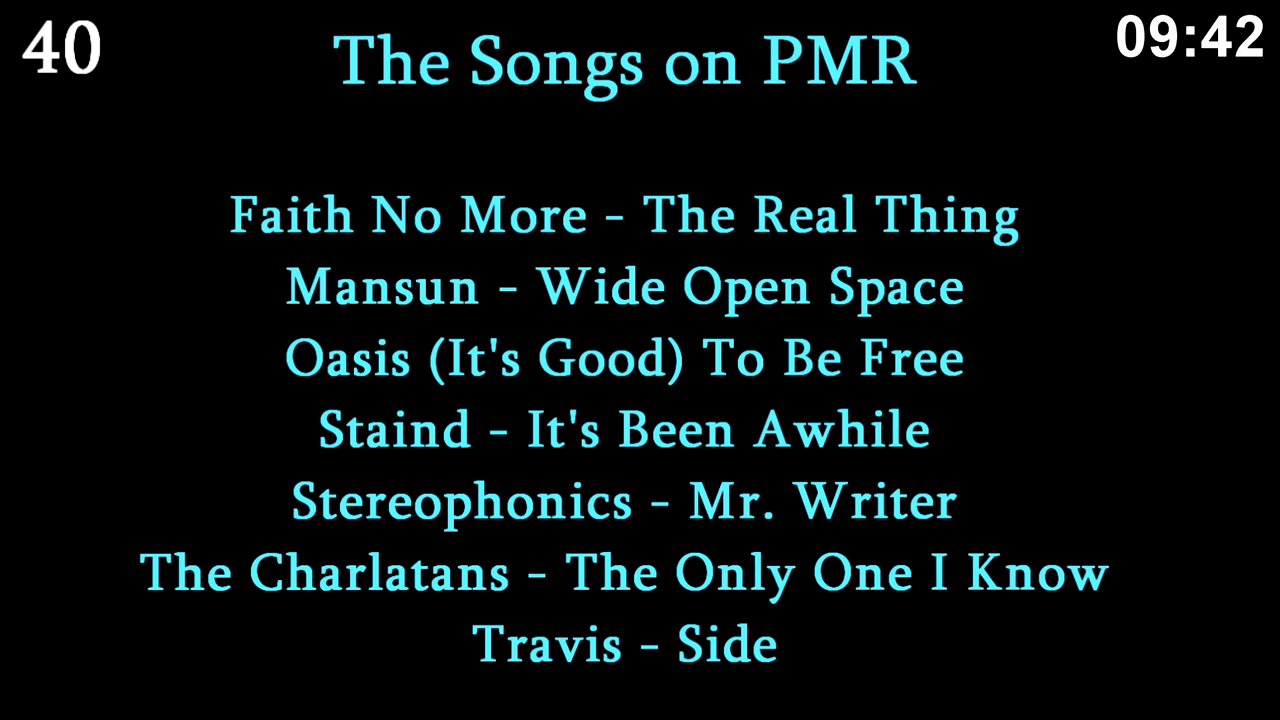 40
The Songs on PMR
09:42
Faith No More - The Real Thing
Mansun - Wide Open Space
Oasis (It's Good) To Be Free
Staind - It's Been Awhile
Stereophonics - Mr. Writer
The Charlatans - The Only One I Know
Travis - Side